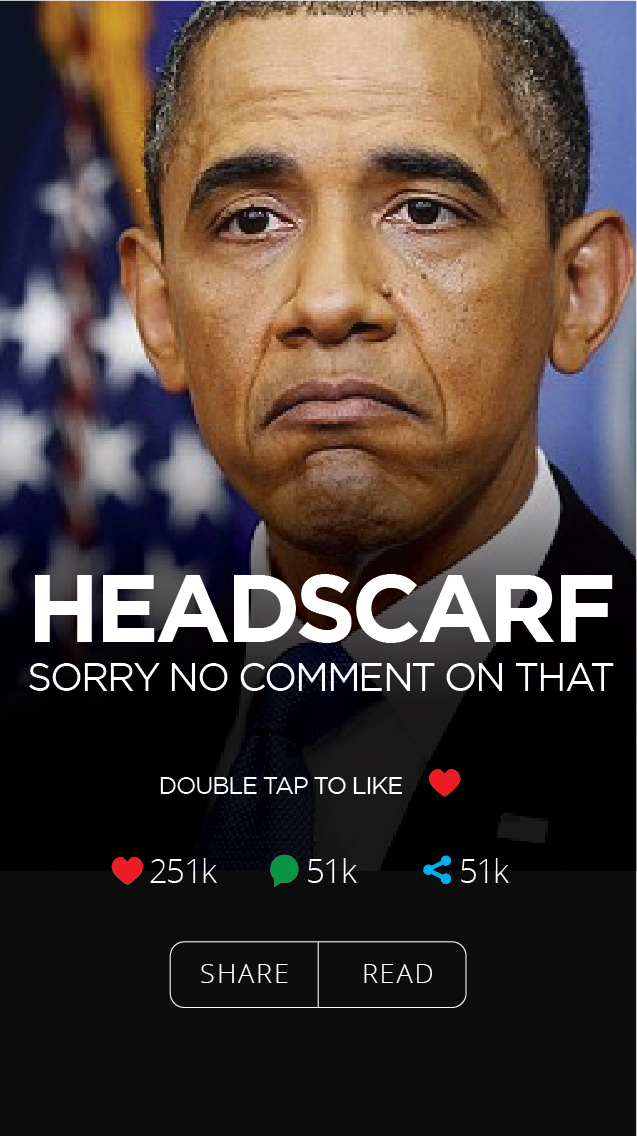 HEADSCARF
SORRY NO COMMENT ON THAT
DOUBLE TAP TO LIKE
251k 51k 51k
SHARE READ